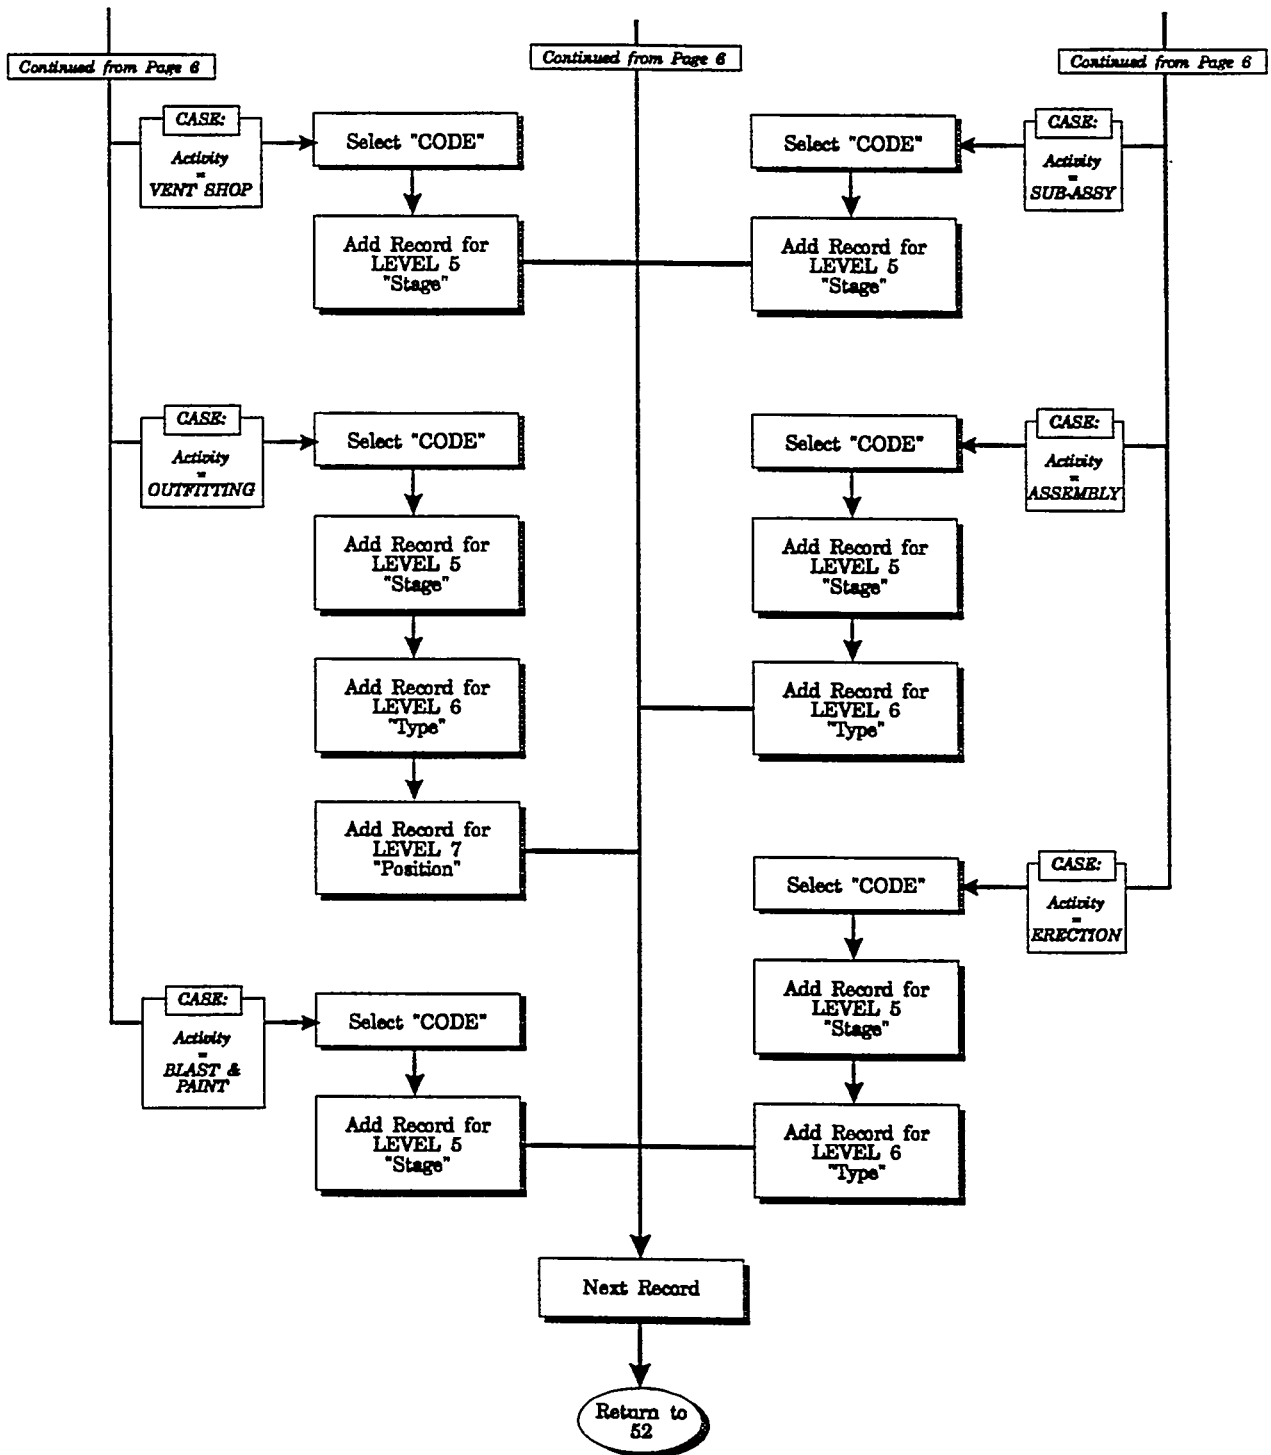 Continued from Page 6
Continued from Page 6
Continued from Page 6
CASE:
Activity
=
VENT SHOP
Select "CODE"
Add Record for
LEVEL 5
"Stage"
Select "CODE"
Add Record for
LEVEL 5
"Stage"
CASE:
Activity
=
SUB-ASSY
CASE:
Activity
=
OUTFITTING
Select "CODE"
Add Record for
LEVEL 5
"Stage"
Add Record for
LEVEL 6
"Type"
Add Record for
LEVEL 7
"Position"
Select "CODE"
Add Record for
LEVEL 5
"Stage"
Add Record for
LEVEL 6
"Type"
CASE:
Activity
=
ASSEMBLY
CASE:
Activity
=
BLAST &
PAINT
Select "CODE"
Add Record for
LEVEL 5
"Stage"
Select "CODE"
Add Record for
LEVEL 5
"Stage"
Add Record for
LEVEL 6
"Type"
CASE:
Activity
=
ERECTION
Next Record
Return to
52